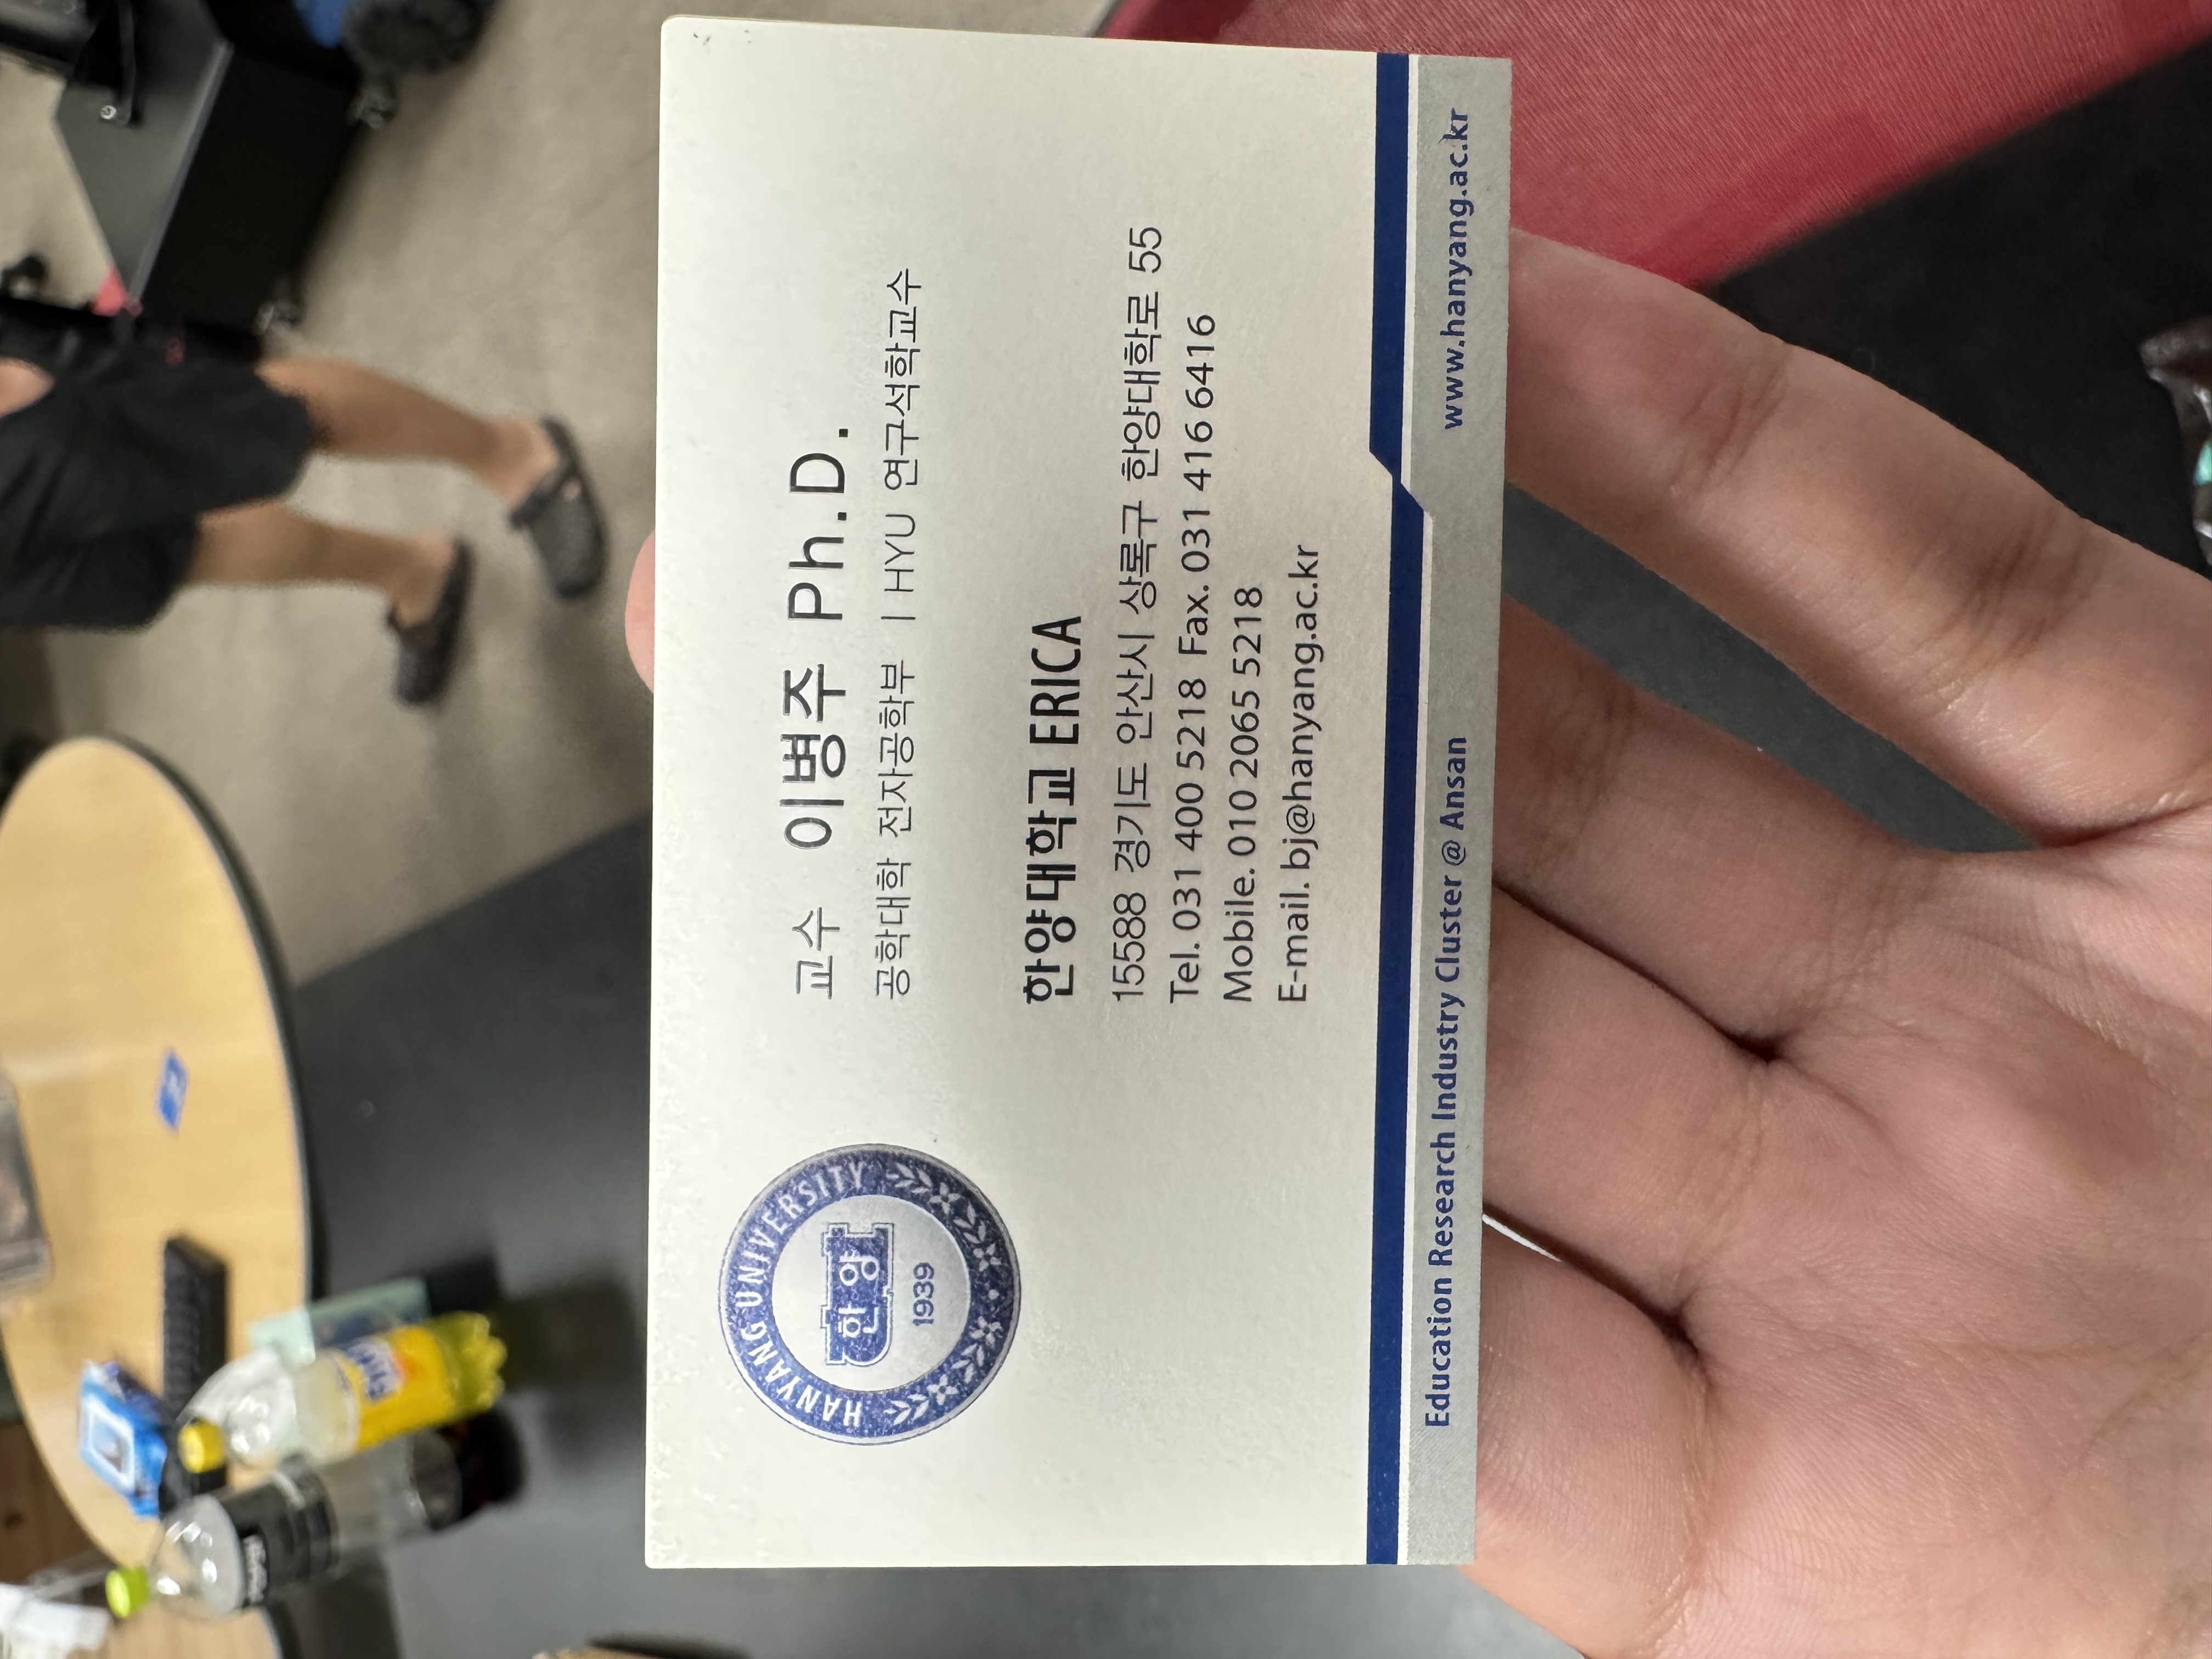 HANYANG UNIVERSITY
한양
1939
교수 이병주 Ph.D.
공학대학 전자공학부 | HYU 연구석학교수
한양대학교 ERICA
15588 경기도 안산시 상록구 한양대학로 55
Tel. 031 400 5218 Fax. 031 416 6416
Mobile. 010 2065 5218
E-mail. bj@hanyang.ac.kr
Education Research Industry Cluster @ Ansan
www.hanyang.ac.kr